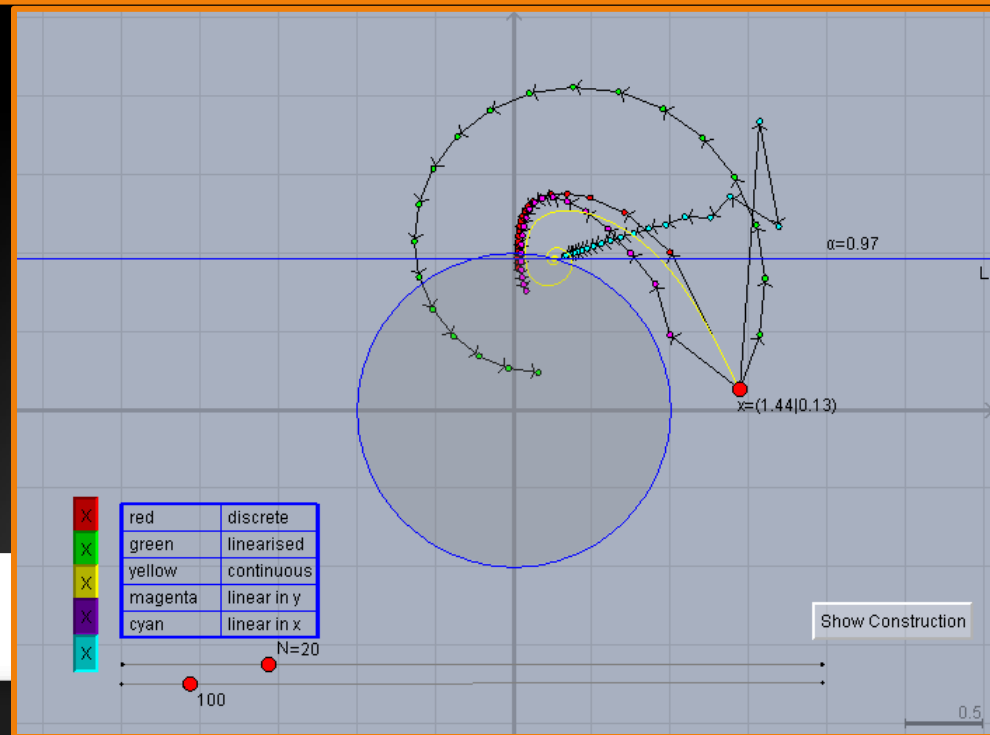 α=0.97
L
x=(1.44|0.13)
X red discrete
X green linearised
X yellow continuous
X magenta linear in y
X cyan linear in x
Show Construction
N=20
100
0.5